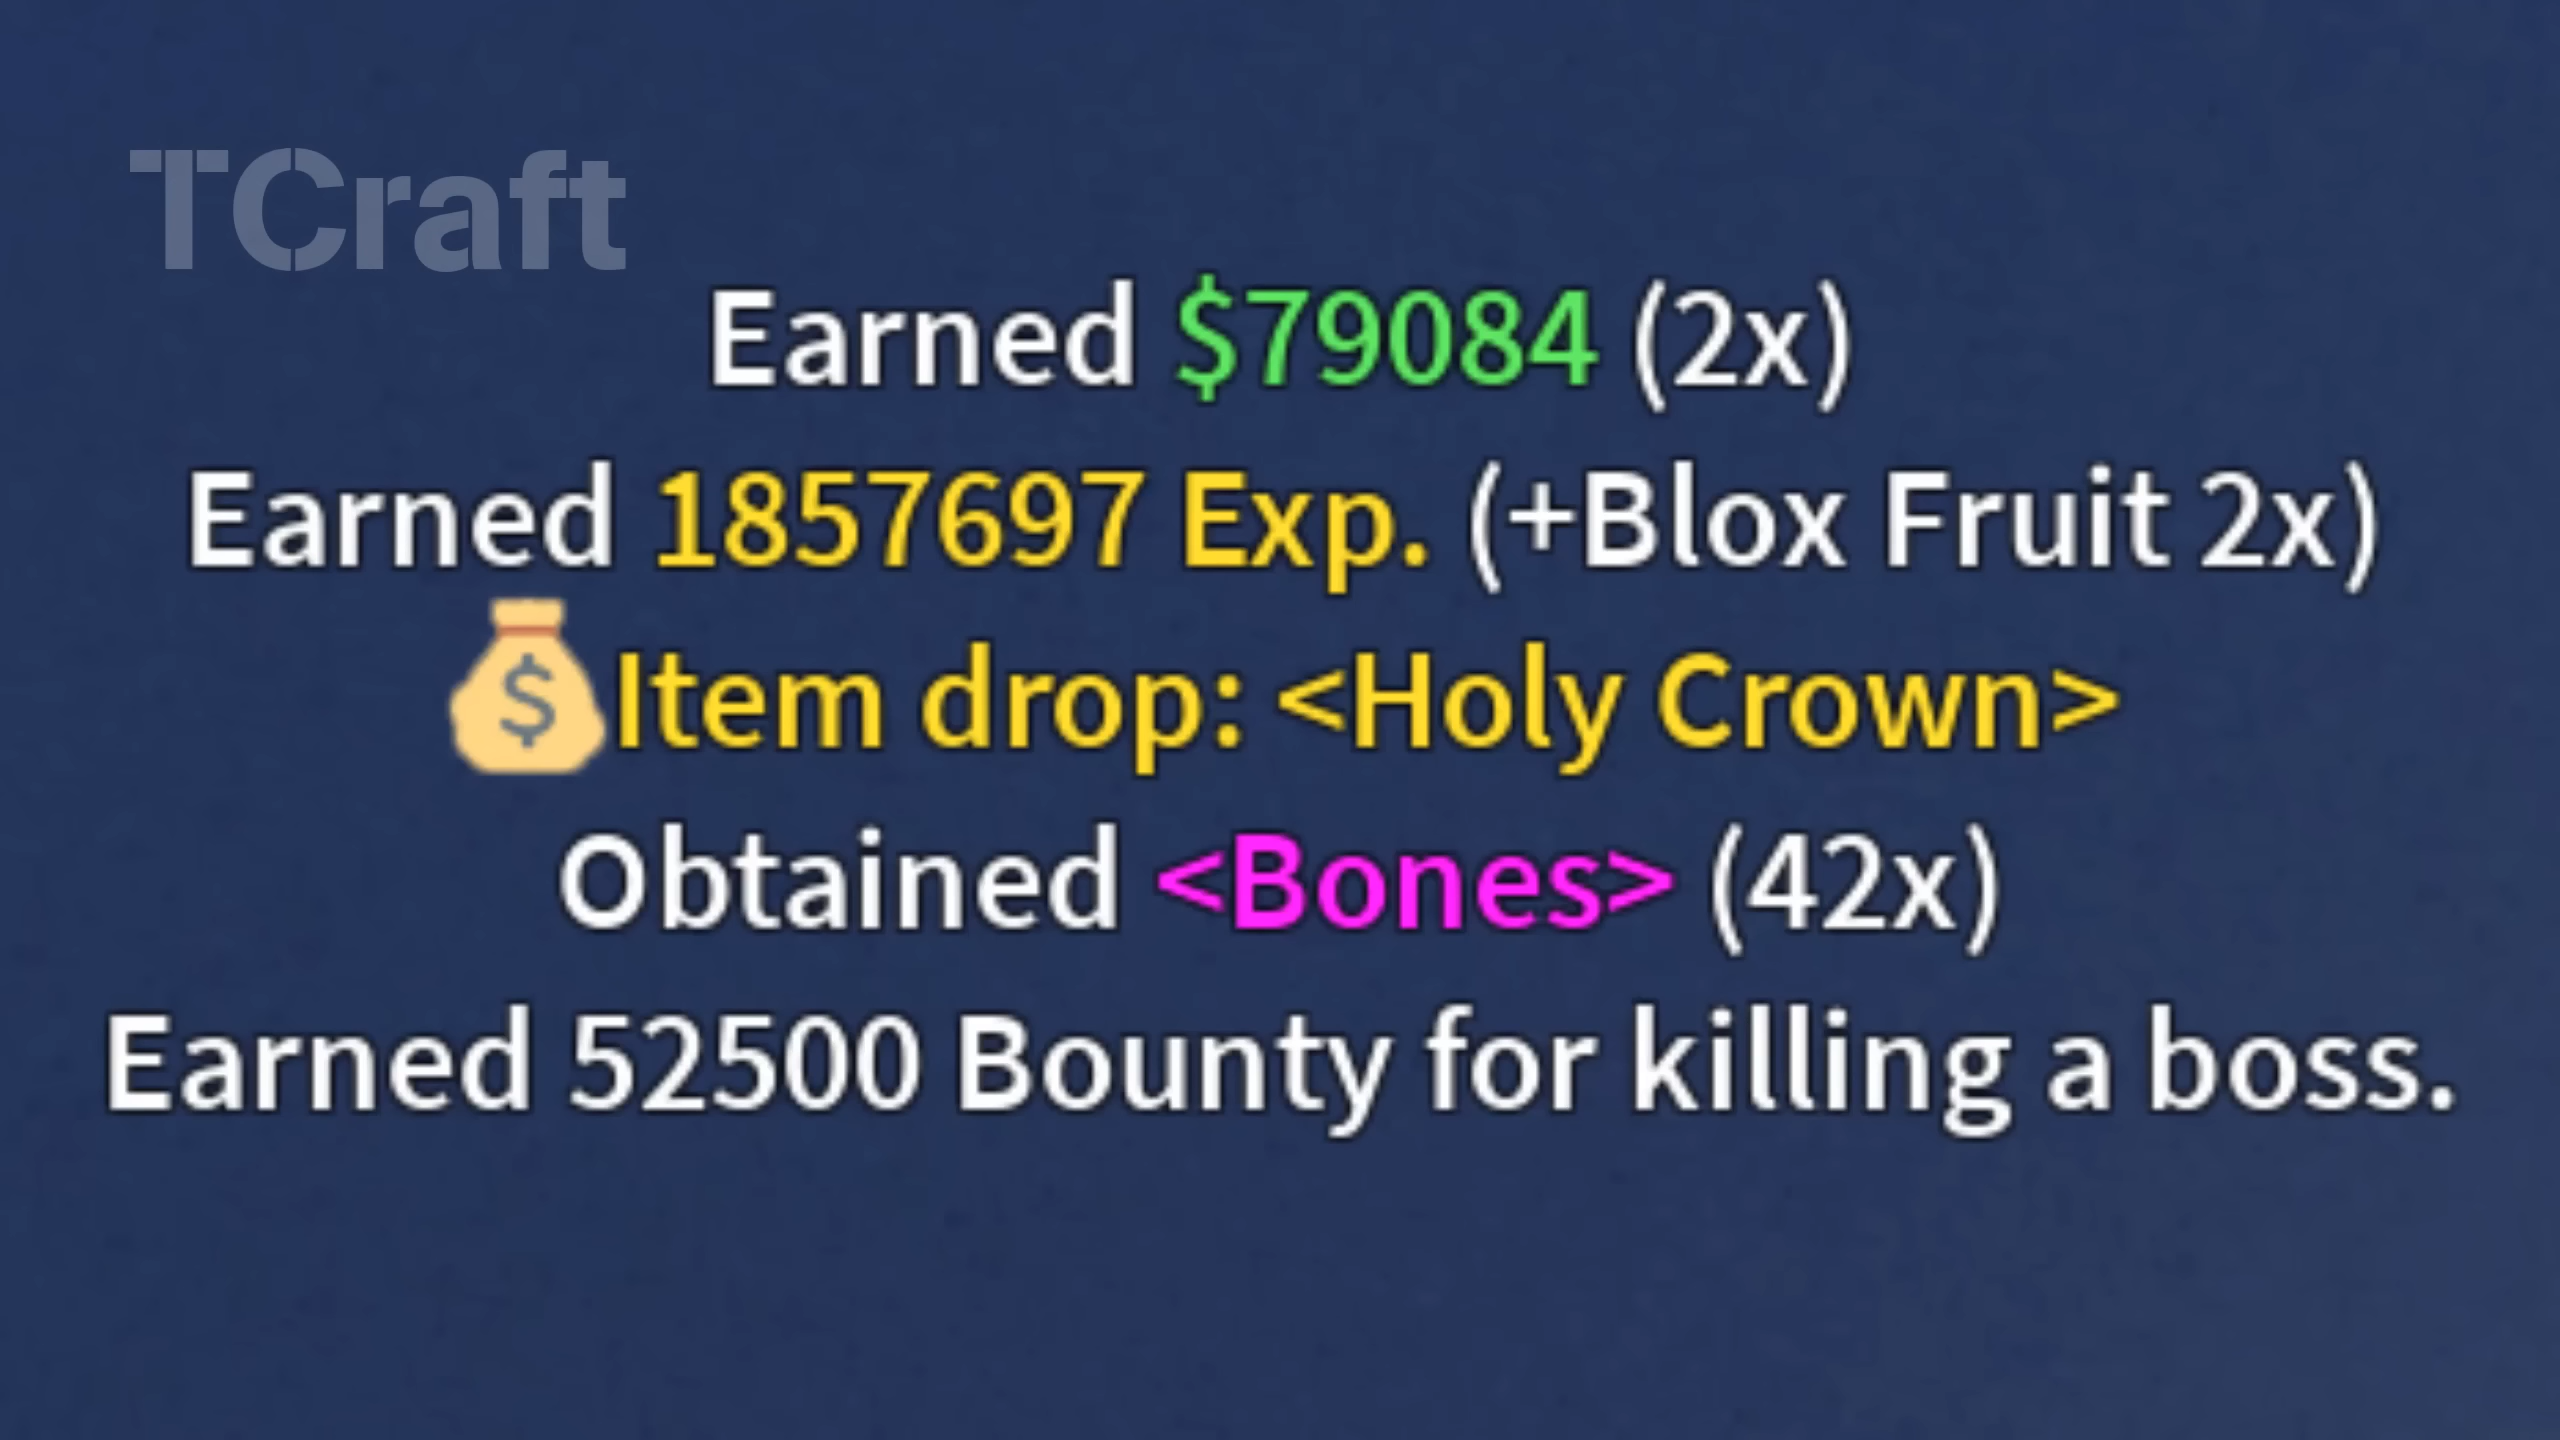 TCraft
Earned $79084 (2x)
Earned 1857697 Exp. (+Blox Fruit 2x)
💰Item drop: <Holy Crown>
Obtained <Bones> (42x)
Earned 52500 Bounty for killing a boss.